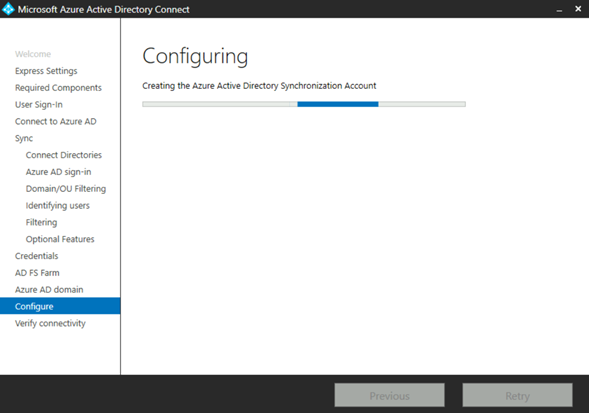 Microsoft Azure Active Directory Connect
Welcome
Express Settings
Required Components
User Sign-In
Connect to Azure AD
Sync
Connect Directories
Azure AD sign-in
Domain/OU Filtering
Identifying users
Filtering
Optional Features
Credentials
AD FS Farm
Azure AD domain
Configure
Verify connectivity
Configuring
Creating the Azure Active Directory Synchronization Account
Previous
Retry